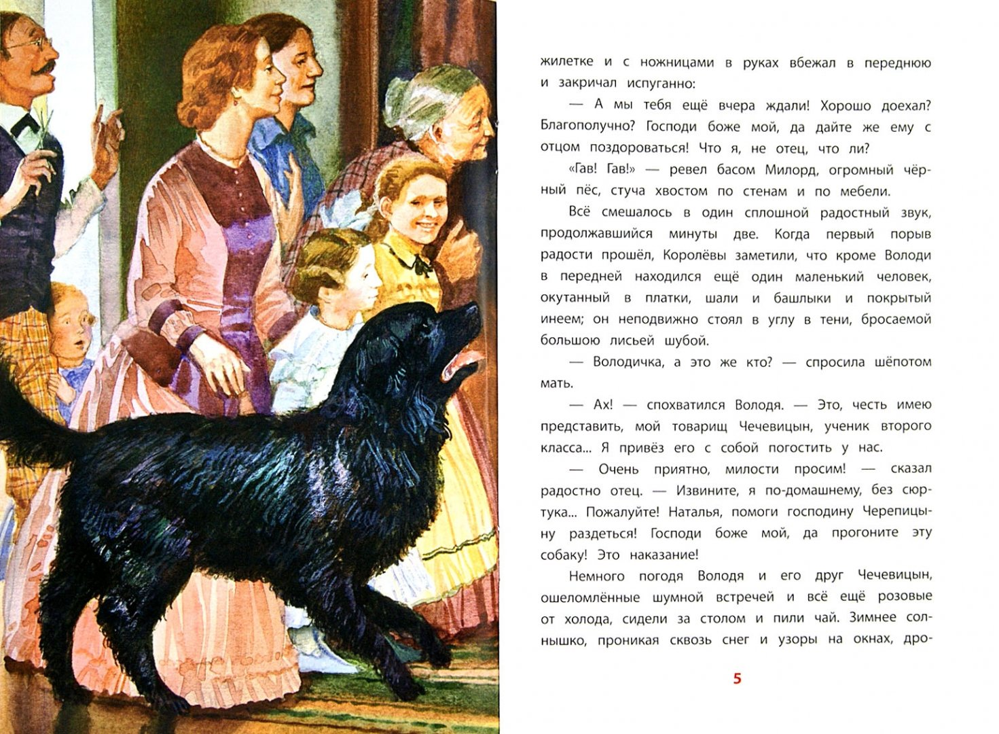 жилетке и с ножницами в руках вбежал в переднюю
и закричал испуганно:
— А мы тебя ещё вчера ждали! Хорошо доехал?
Благополучно? Господи боже мой, да дайте же ему с
отцом поздороваться! Что я, не отец, что ли?
«Гав! Гав!» — ревел басом Милорд, огромный чёр-
ный пёс, стуча хвостом по стенам и по мебели.
Всё смешалось в один сплошной радостный звук,
продолжавшийся минуты две. Когда первый порыв
радости прошёл, Королёвы заметили, что кроме Володи
в передней находился ещё один маленький человек,
окутанный в платки, шали и башлыки и покрытый
инеем; он неподвижно стоял в углу в тени, бросаемой
большою лисьей шубой.
— Володичка, а это же кто? — спросила шёпотом
мать.
— Ах! — спохватился Володя. — Это, честь имею
представить, мой товарищ Чечевицын, ученик второго
класса... Я привёз его с собой погостить у нас.
— Очень приятно, милости просим! — сказал
радостно отец. — Извините, я по-домашнему, без сюр-
тука... Пожалуйте! Наталья, помоги господину Черепицы-
ну раздеться! Господи боже мой, да прогоните эту
собаку! Это наказание!
Немного погодя Володя и его друг Чечевицын,
ошеломлённые шумной встречей и всё ещё розовые
от холода, сидели за столом и пили чай. Зимнее сол-
нышко, проникая сквозь снег и узоры на окнах, дро-
5